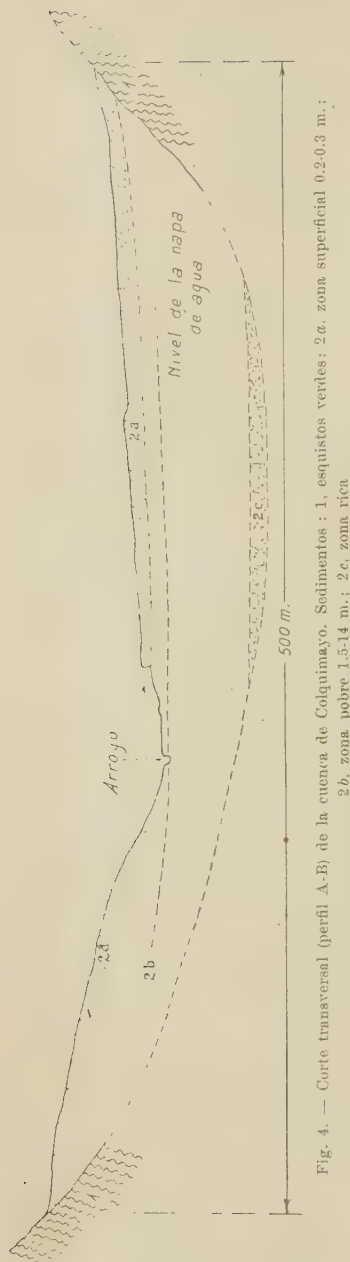 1
2a
Arroyo
2b
Nivel de la napa
de agua
2a
2c
1
500 m.
Fig. 4. — Corte transversal (perfil A-B) de la cuenca de Colquimayo. Sedimentos : 1, esquistos verdes; 2a, zona superficial 0.2-0.3 m.;
2b, zona pobre 1.5-14 m.; 2c, zona rica